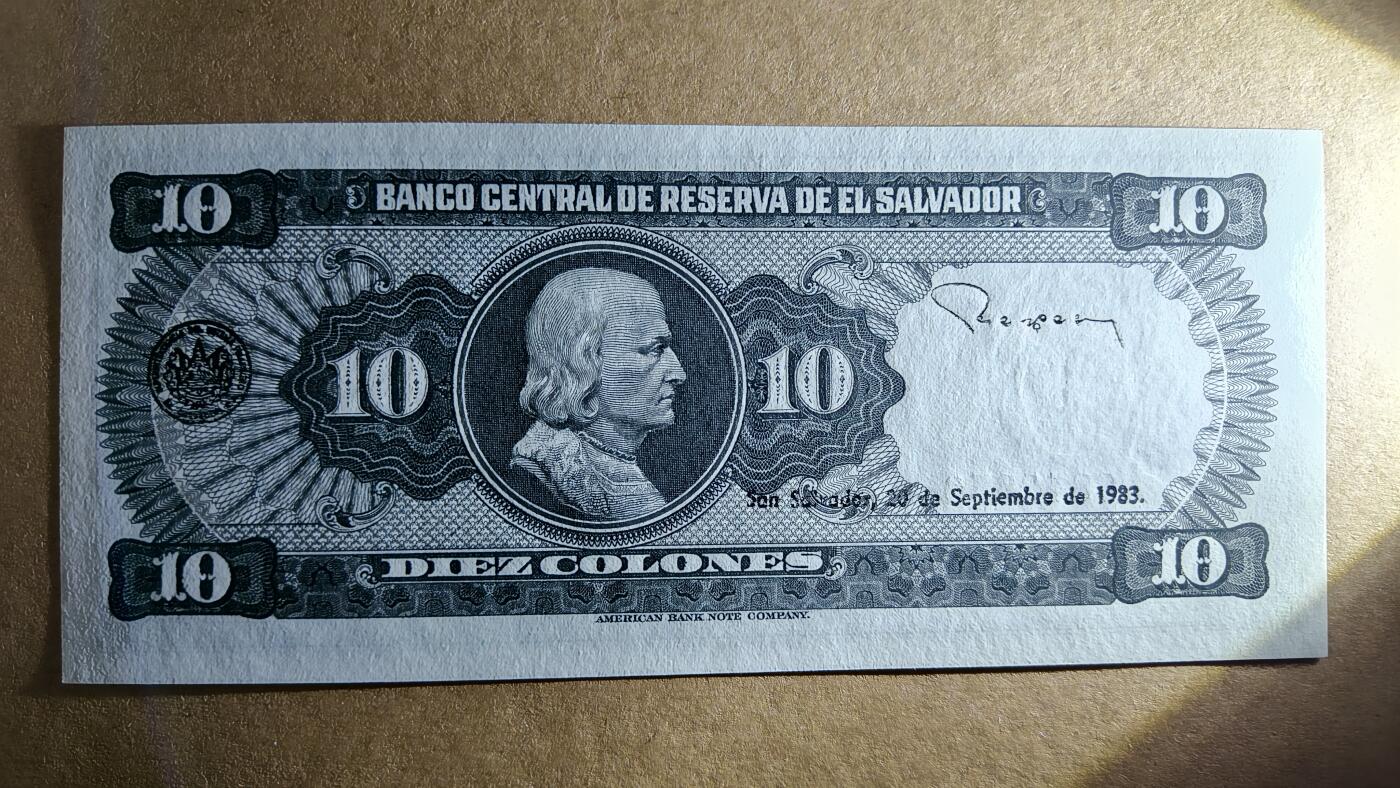 10 BANCO CENTRAL DE RESERVA DE EL SALVADOR 10
10 10
San Salvador, 20 de Septiembre de 1983.
10 DIEZ COLONES 10
AMERICAN BANK NOTE COMPANY.